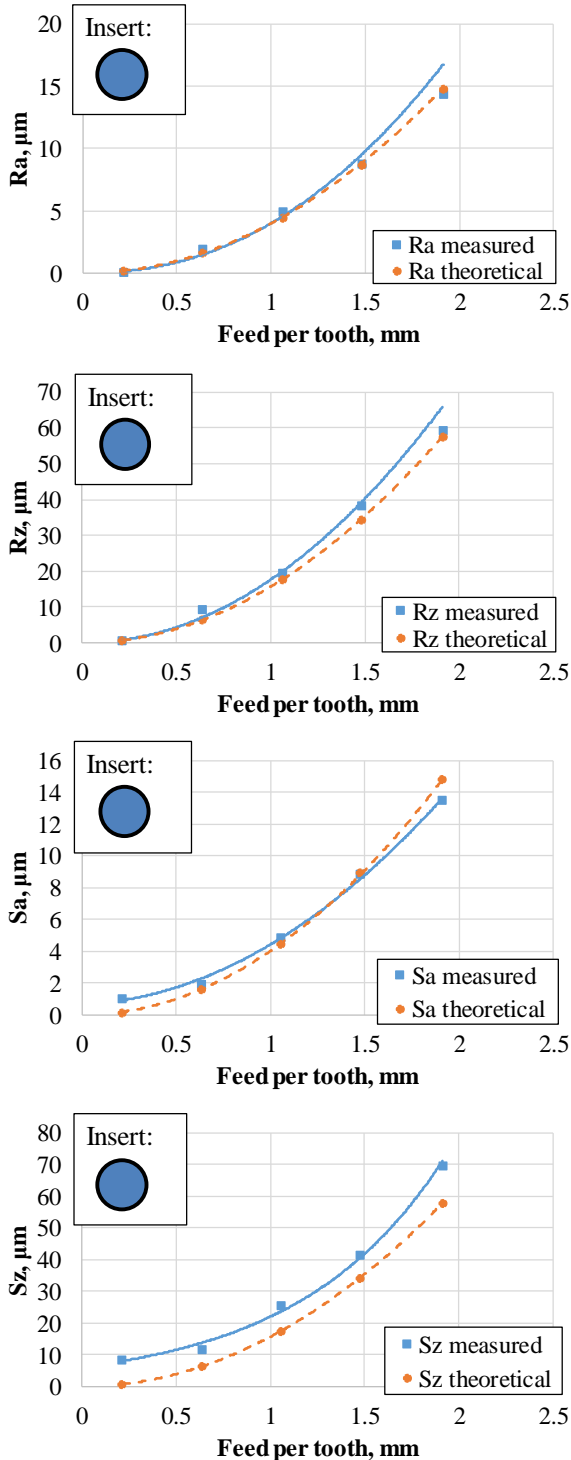 Insert:
Ra, µm
20
15
10
5
0
0 0.5 1 1.5 2 2.5
Feed per tooth, mm
Ra measured
Ra theoretical
Insert:
Rz, µm
70
60
50
40
30
20
10
0
0 0.5 1 1.5 2 2.5
Feed per tooth, mm
Rz measured
Rz theoretical
Insert:
Sa, µm
16
14
12
10
8
6
4
2
0
0 0.5 1 1.5 2 2.5
Feed per tooth, mm
Sa measured
Sa theoretical
Insert:
Sz, µm
80
70
60
50
40
30
20
10
0
0 0.5 1 1.5 2 2.5
Feed per tooth, mm
Sz measured
Sz theoretical